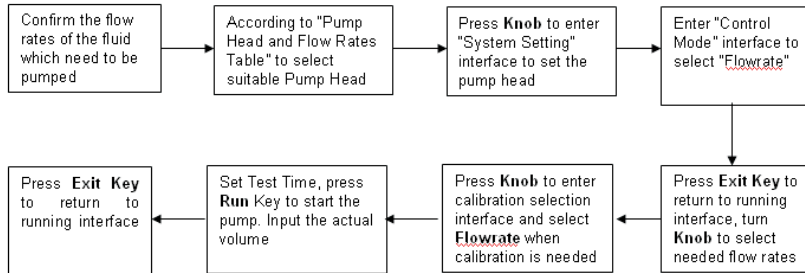 Confirm the flow
rates of the fluid
which need to be
pumped
According to "Pump
Head and Flow Rates
Table" to select
suitable Pump Head
Press Knob to enter
"System Setting"
interface to set the
pump head
Enter "Control
Mode" interface to
select "Flowrate"
Press Exit Key to
return to running
interface, turn
Knob to select
needed flow rates
Press Knob to enter
calibration selection
interface and select
Flowrate when
calibration is needed
Set Test Time, press
Run Key to start the
pump. Input the actual
volume
Press Exit Key
to return to
running interface